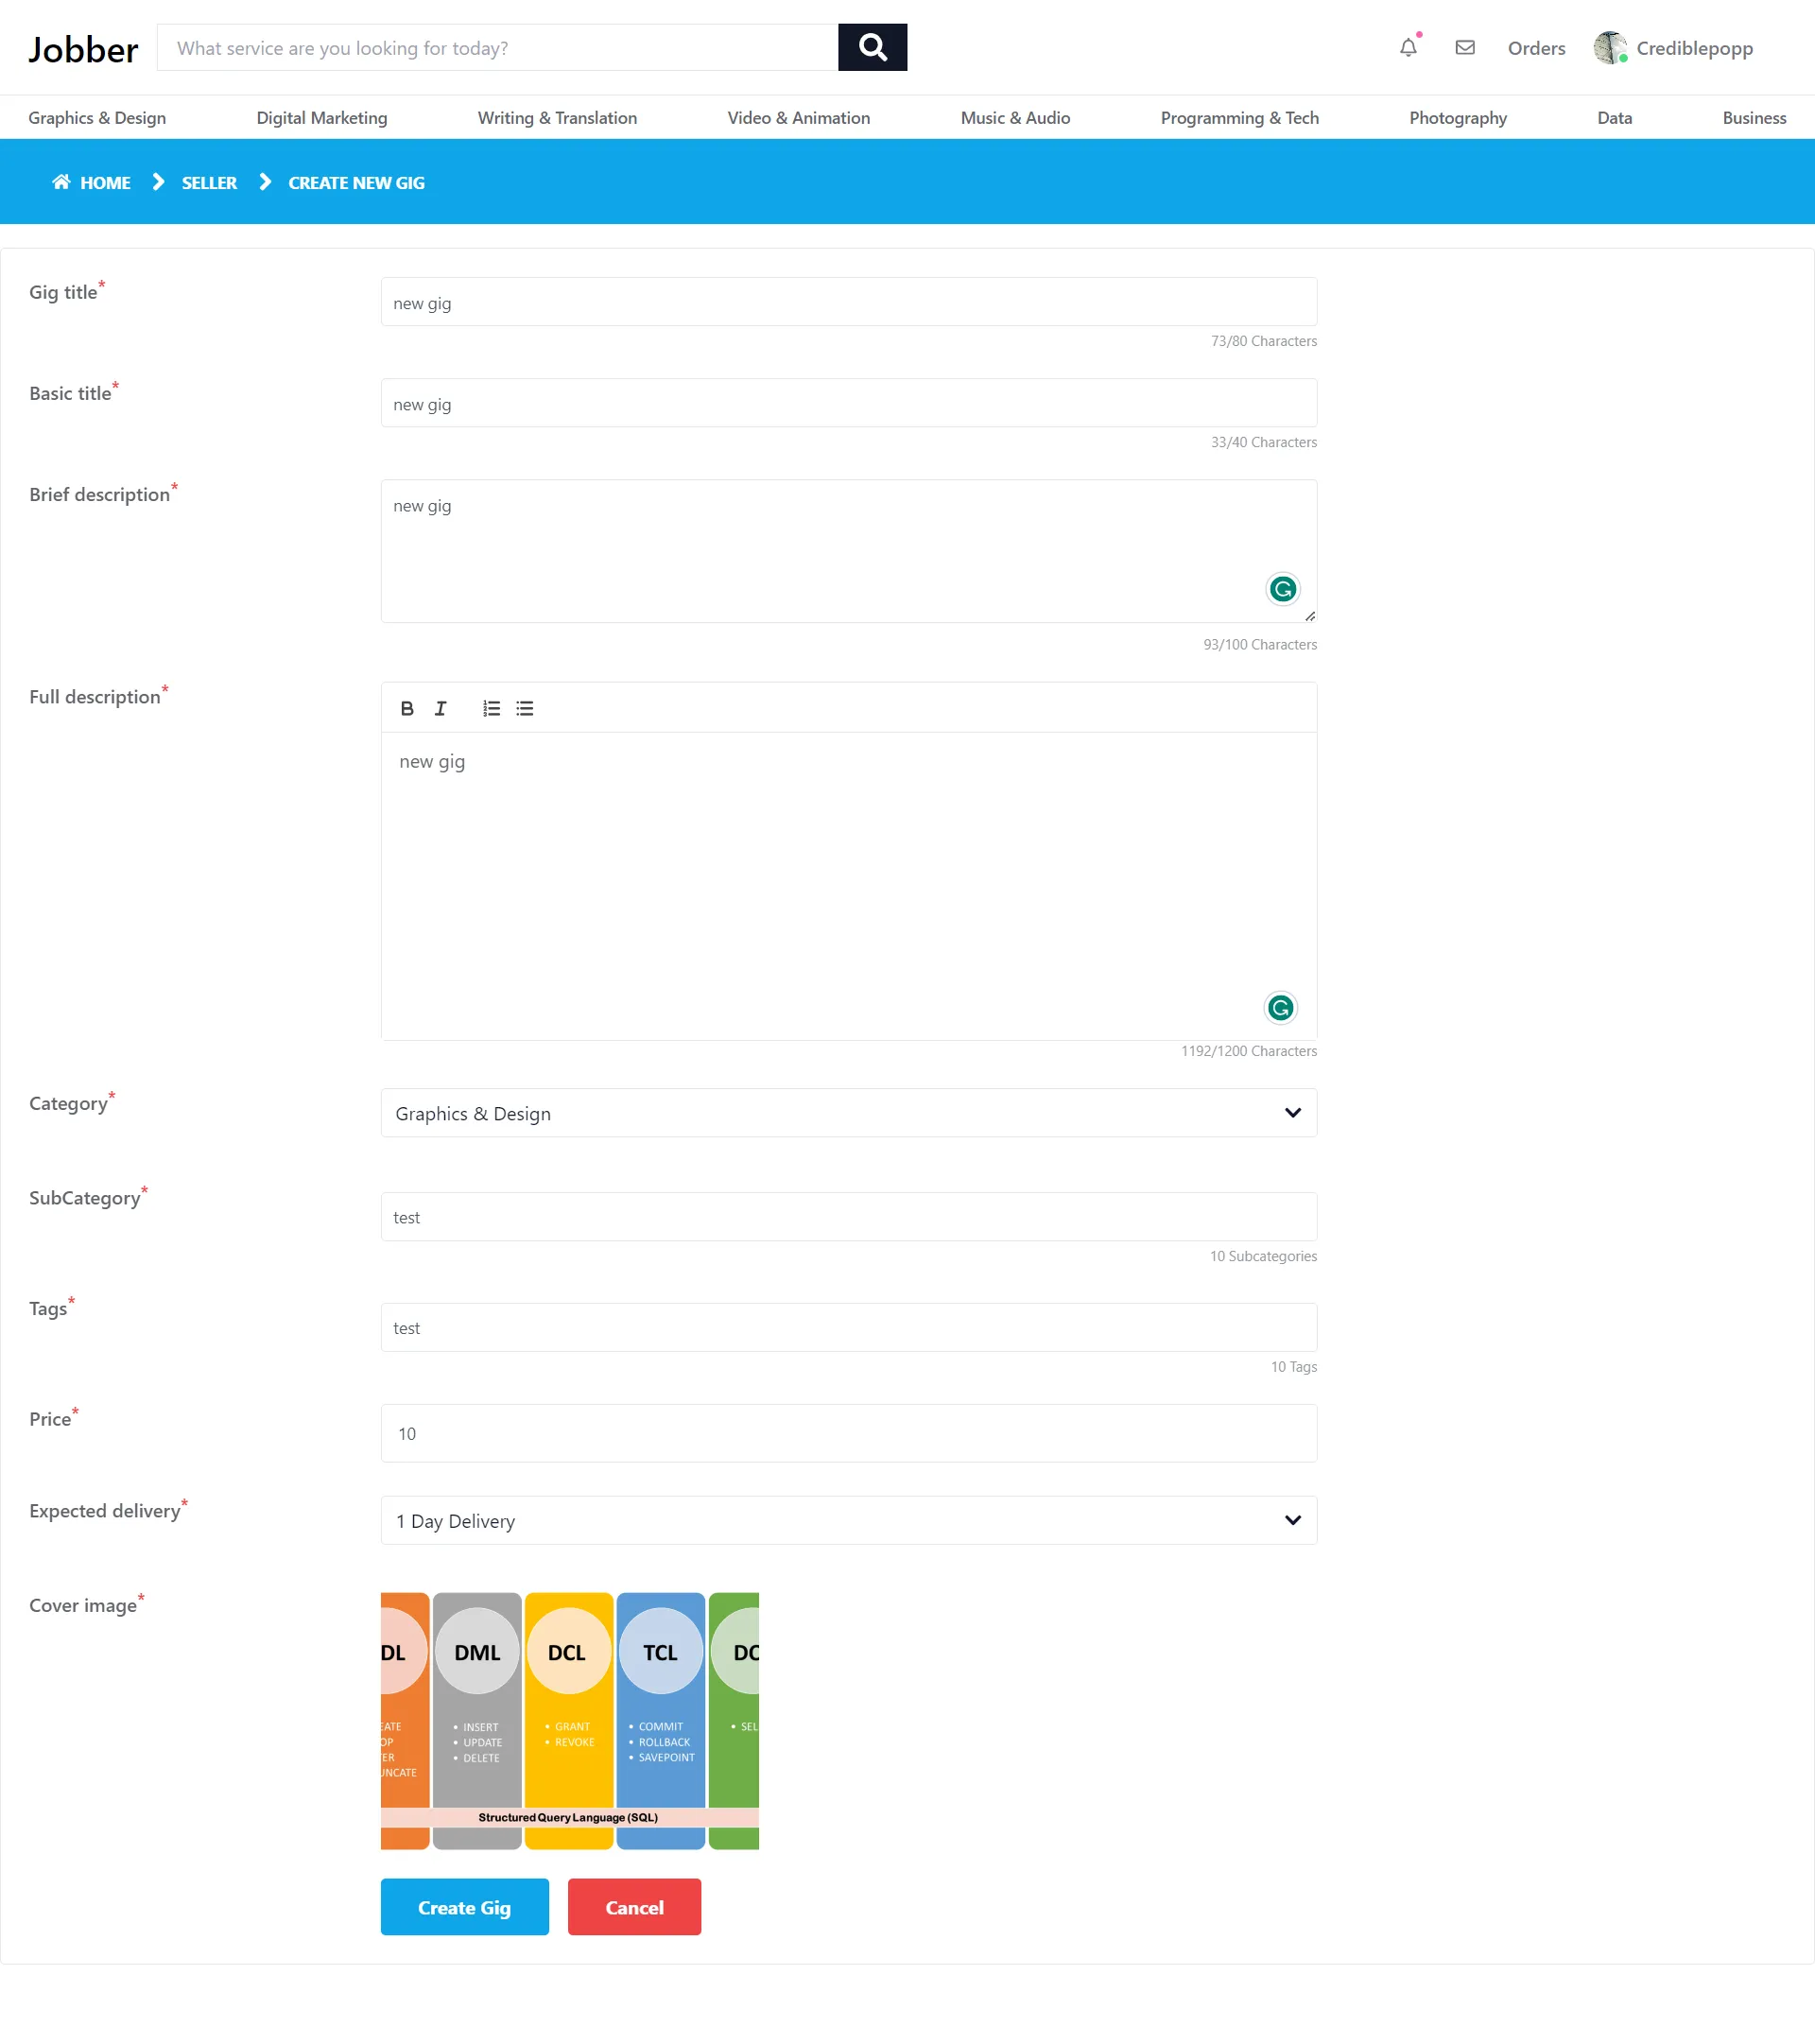 Jobber
What service are you looking for today?
Orders
Crediblepopp
Graphics & Design
Digital Marketing
Writing & Translation
Video & Animation
Music & Audio
Programming & Tech
Photography
Data
Business
HOME
SELLER
CREATE NEW GIG
Gig title*
new gig
73/80 Characters
Basic title*
new gig
33/40 Characters
Brief description*
new gig
93/100 Characters
Full description*
B I
new gig
1192/1200 Characters
Category*
Graphics & Design
SubCategory*
test
10 Subcategories
Tags*
test
10 Tags
Price*
10
Expected delivery*
1 Day Delivery
Cover image*
DL
EATE
OP
ER
UNCATE
DML
• INSERT
• UPDATE
• DELETE
DCL
• GRANT
• REVOKE
TCL
• COMMIT
• ROLLBACK
• SAVEPOINT
• SEL
Structured Query Language (SQL)
Create Gig
Cancel